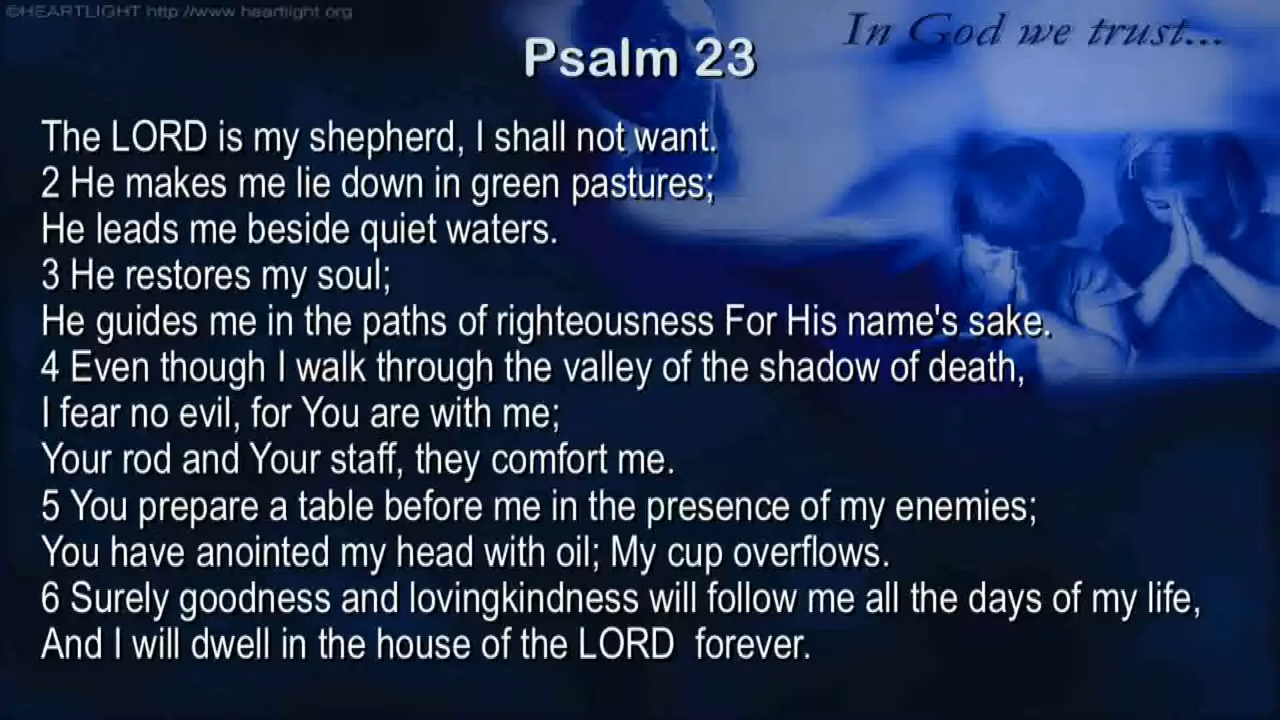 ©HEARTLIGHT http://www.heartlight.org
In God we trust...
Psalm 23
The LORD is my shepherd, I shall not want.
2 He makes me lie down in green pastures;
He leads me beside quiet waters.
3 He restores my soul;
He guides me in the paths of righteousness For His name's sake.
4 Even though I walk through the valley of the shadow of death,
I fear no evil, for You are with me;
Your rod and Your staff, they comfort me.
5 You prepare a table before me in the presence of my enemies;
You have anointed my head with oil; My cup overflows.
6 Surely goodness and lovingkindness will follow me all the days of my life,
And I will dwell in the house of the LORD  forever.